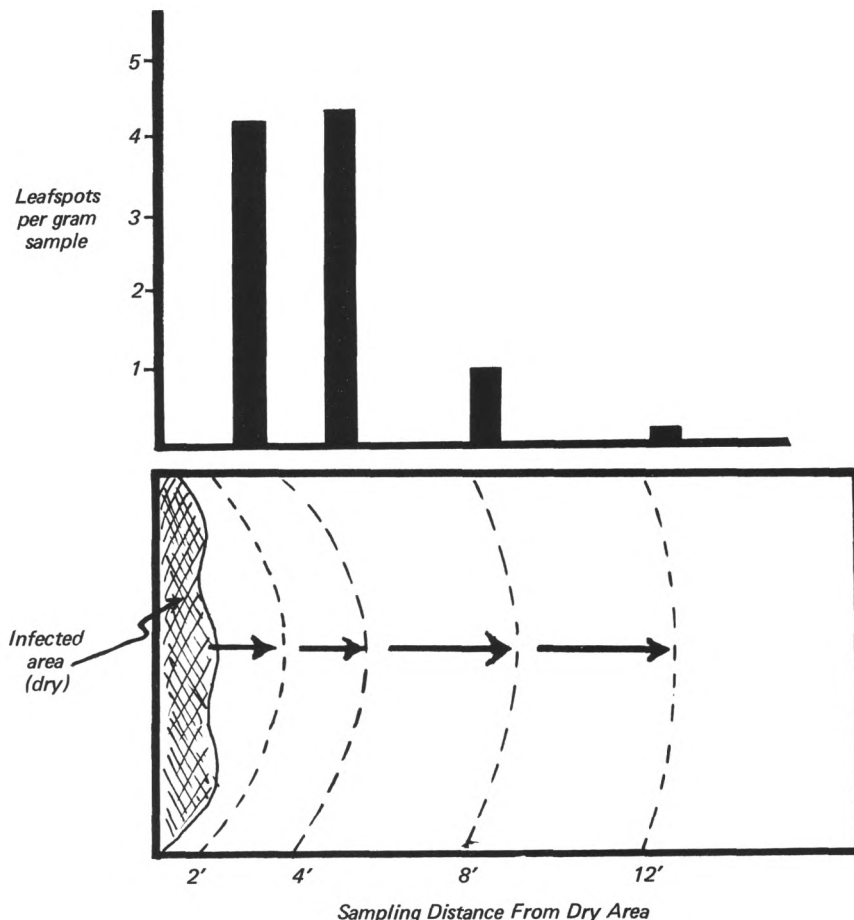 5
4
Leafspots
per gram
sample
3
2
1
Infected
area
(dry)
2' 4' 8' 12'
Sampling Distance From Dry Area